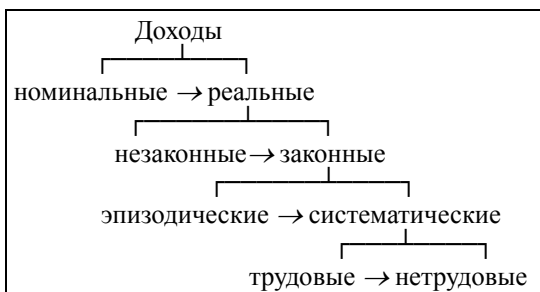 Доходы
номинальные → реальные
незаконные → законные
эпизодические → систематические
трудовые → нетрудовые